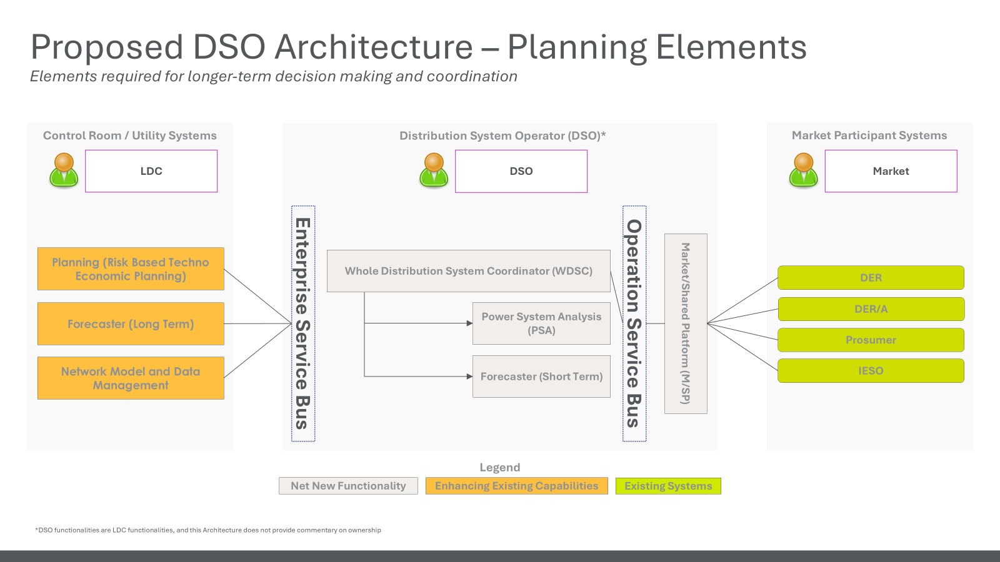 Proposed DSO Architecture – Planning Elements
Elements required for longer-term decision making and coordination
Control Room / Utility Systems
LDC
Planning (Risk Based Techno
Economic Planning)
Forecaster (Long Term)
Network Model and Data
Management
Distribution System Operator (DSO)*
DSO
Enterprise Service Bus
Whole Distribution System Coordinator (WDSC)
Power System Analysis
(PSA)
Forecaster (Short Term)
Operation Service Bus
Market/Shared Platform (M/SP)
Market Participant Systems
Market
DER
DER/A
Prosumer
IESO
Legend
Net New Functionality
Enhancing Existing Capabilities
Existing Systems
*DSO functionalities are LDC functionalities, and this Architecture does not provide commentary on ownership